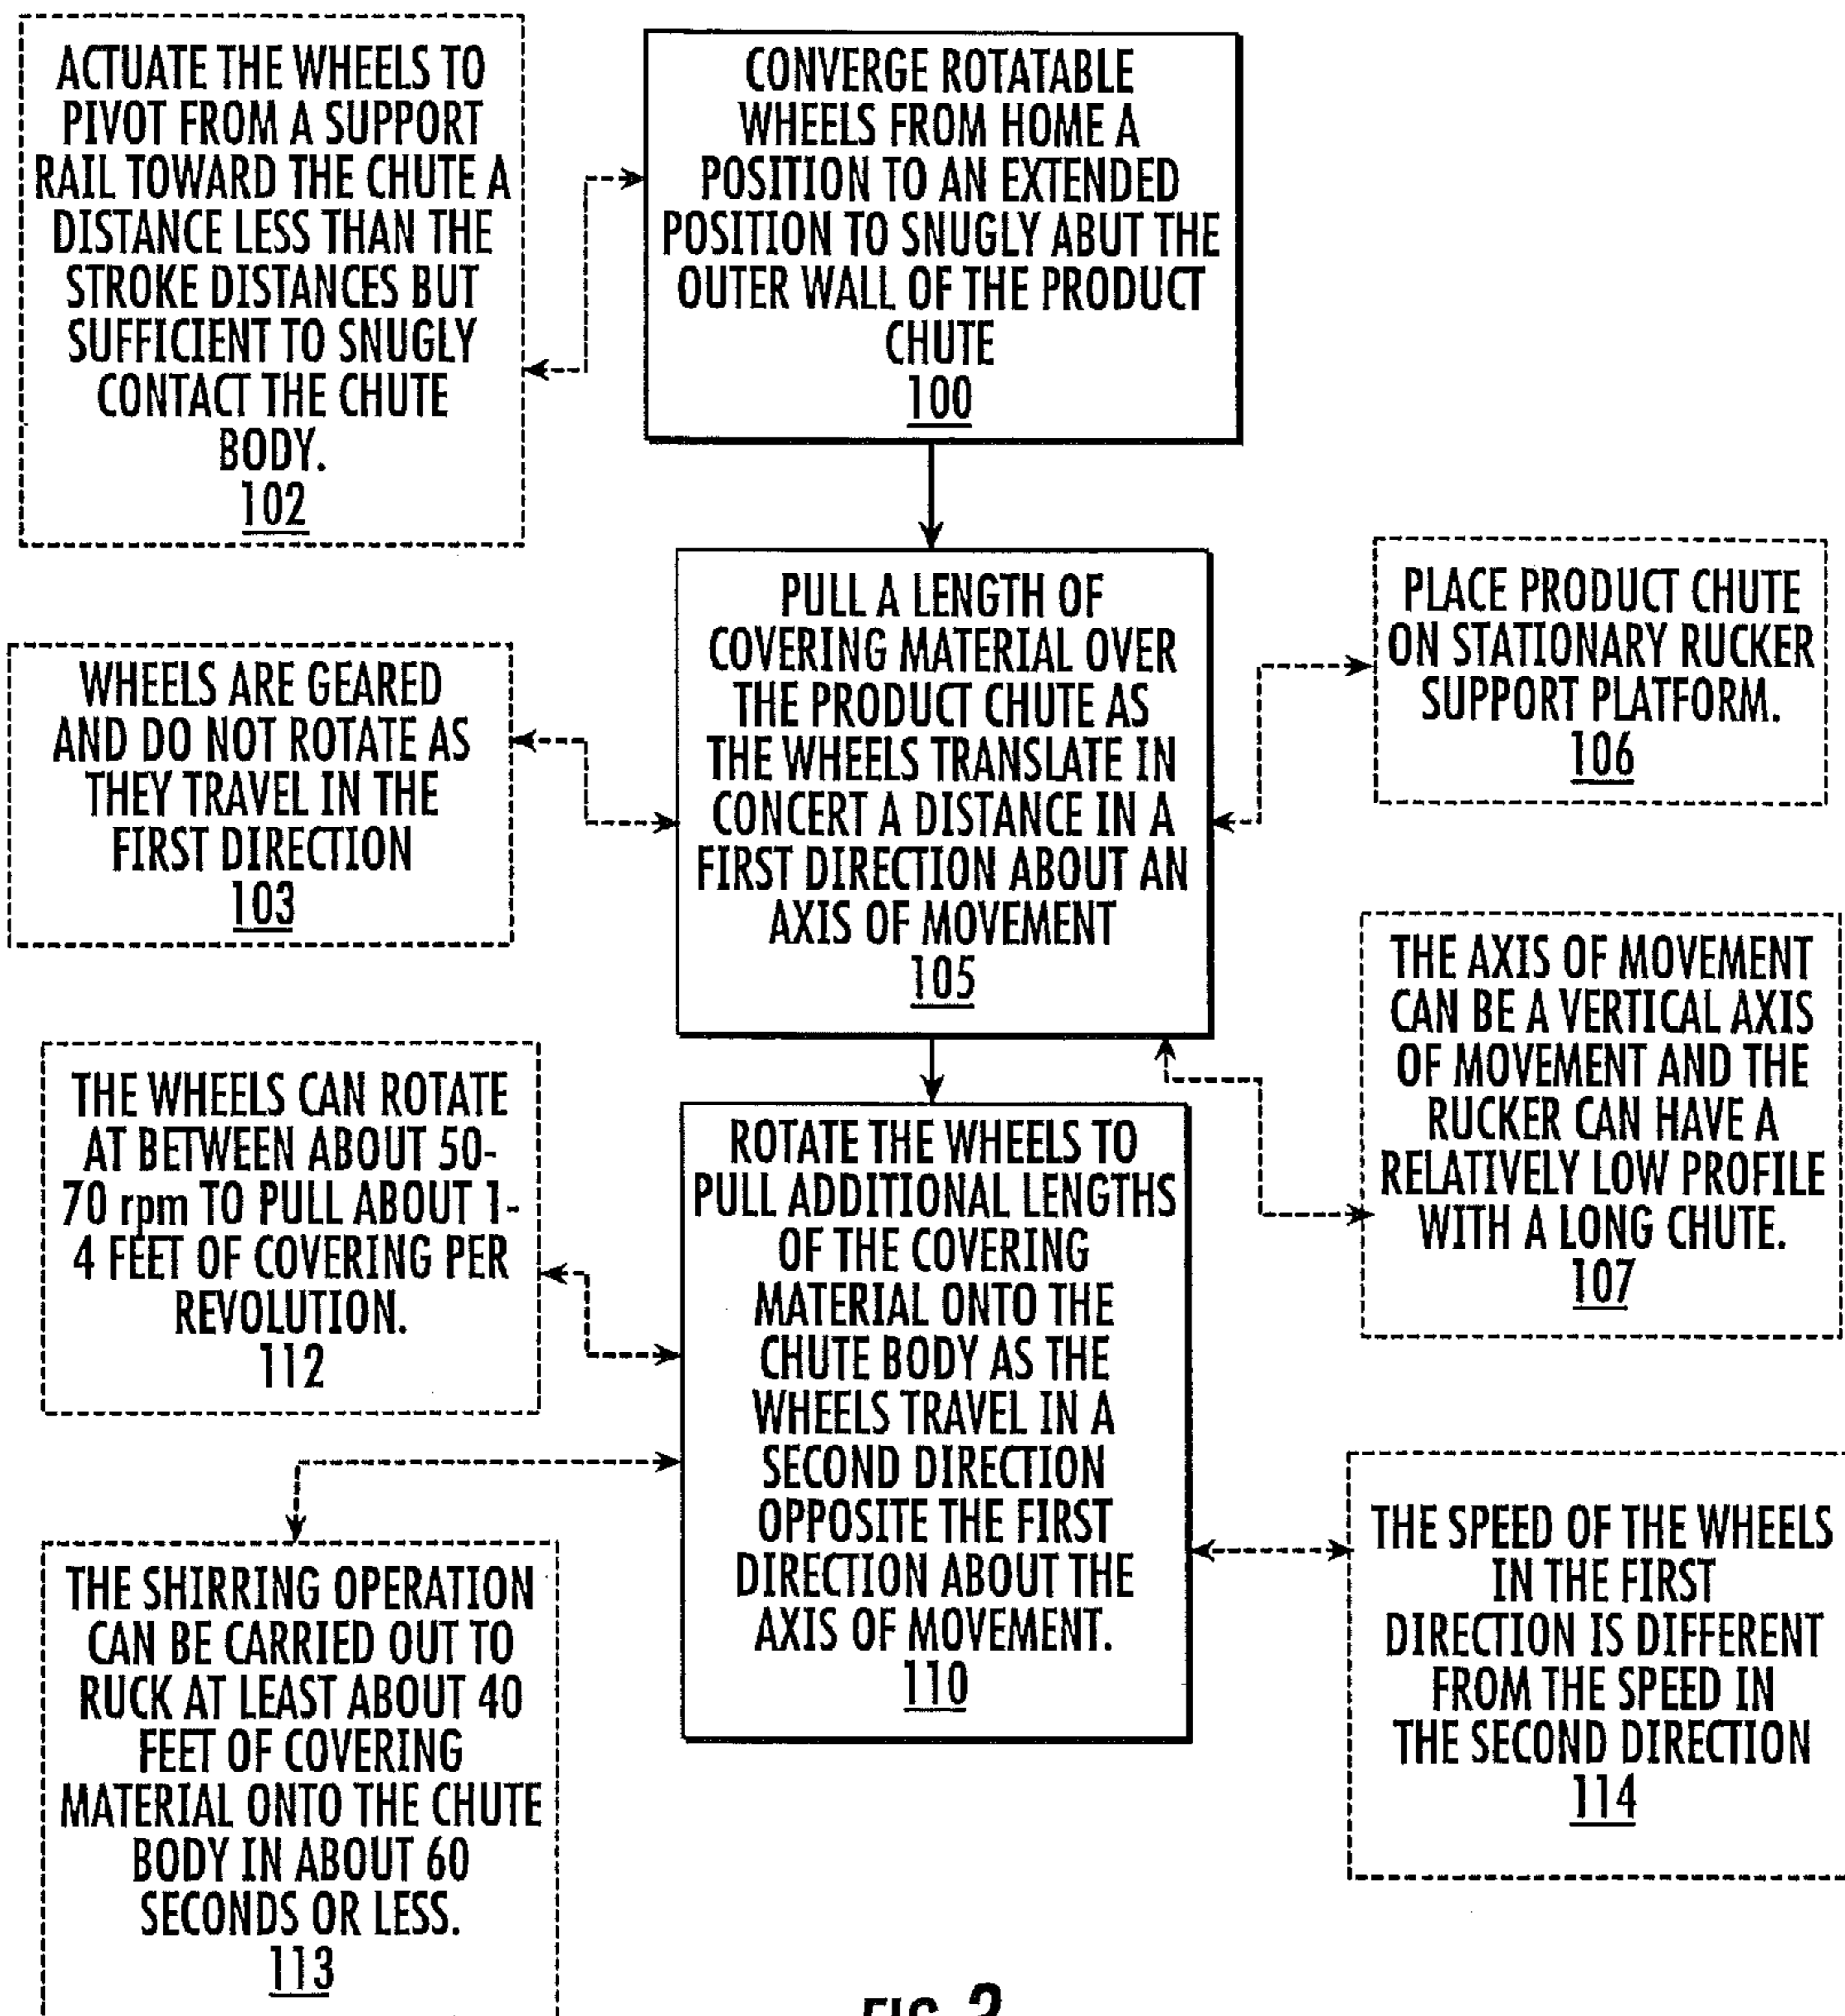 ACTUATE THE WHEELS TO
PIVOT FROM A SUPPORT
RAIL TOWARD THE CHUTE A
DISTANCE LESS THAN THE
STROKE DISTANCES BUT
SUFFICIENT TO SNUGLY
CONTACT THE CHUTE
BODY.
102
CONVERGE ROTATABLE
WHEELS FROM HOME A
POSITION TO AN EXTENDED
POSITION TO SNUGLY ABUT THE
OUTER WALL OF THE PRODUCT
CHUTE
100
PULL A LENGTH OF
COVERING MATERIAL OVER
THE PRODUCT CHUTE AS
THE WHEELS TRANSLATE IN
CONCERT A DISTANCE IN A
FIRST DIRECTION ABOUT AN
AXIS OF MOVEMENT
105
PLACE PRODUCT CHUTE
ON STATIONARY RUCKER
SUPPORT PLATFORM.
106
WHEELS ARE GEARED
AND DO NOT ROTATE AS
THEY TRAVEL IN THE
FIRST DIRECTION
103
THE AXIS OF MOVEMENT
CAN BE A VERTICAL AXIS
OF MOVEMENT AND THE
RUCKER CAN HAVE A
RELATIVELY LOW PROFILE
WITH A LONG CHUTE.
107
THE WHEELS CAN ROTATE
AT BETWEEN ABOUT 50-
70 rpm TO PULL ABOUT 1-
4 FEET OF COVERING PER
REVOLUTION.
112
ROTATE THE WHEELS TO
PULL ADDITIONAL LENGTHS
OF THE COVERING
MATERIAL ONTO THE
CHUTE BODY AS THE
WHEELS TRAVEL IN A
SECOND DIRECTION
OPPOSITE THE FIRST
DIRECTION ABOUT THE
AXIS OF MOVEMENT.
110
THE SPEED OF THE WHEELS
IN THE FIRST
DIRECTION IS DIFFERENT
FROM THE SPEED IN
THE SECOND DIRECTION
114
THE SHIRRING OPERATION
CAN BE CARRIED OUT TO
RUCK AT LEAST ABOUT 40
FEET OF COVERING
MATERIAL ONTO THE CHUTE
BODY IN ABOUT 60
SECONDS OR LESS.
113